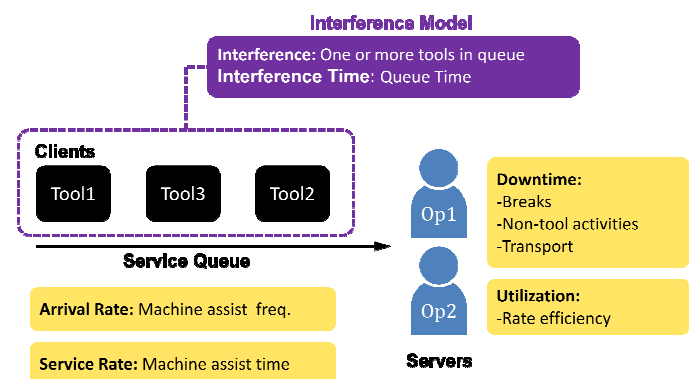 Interference Model
Interference: One or more tools in queue
Interference Time: Queue Time
Clients
Tool1
Tool3
Tool2
Service Queue
Arrival Rate: Machine assist freq.
Service Rate: Machine assist time
Op1
Op2
Servers
Downtime:
-Breaks
-Non-tool activities
-Transport
Utilization:
-Rate efficiency